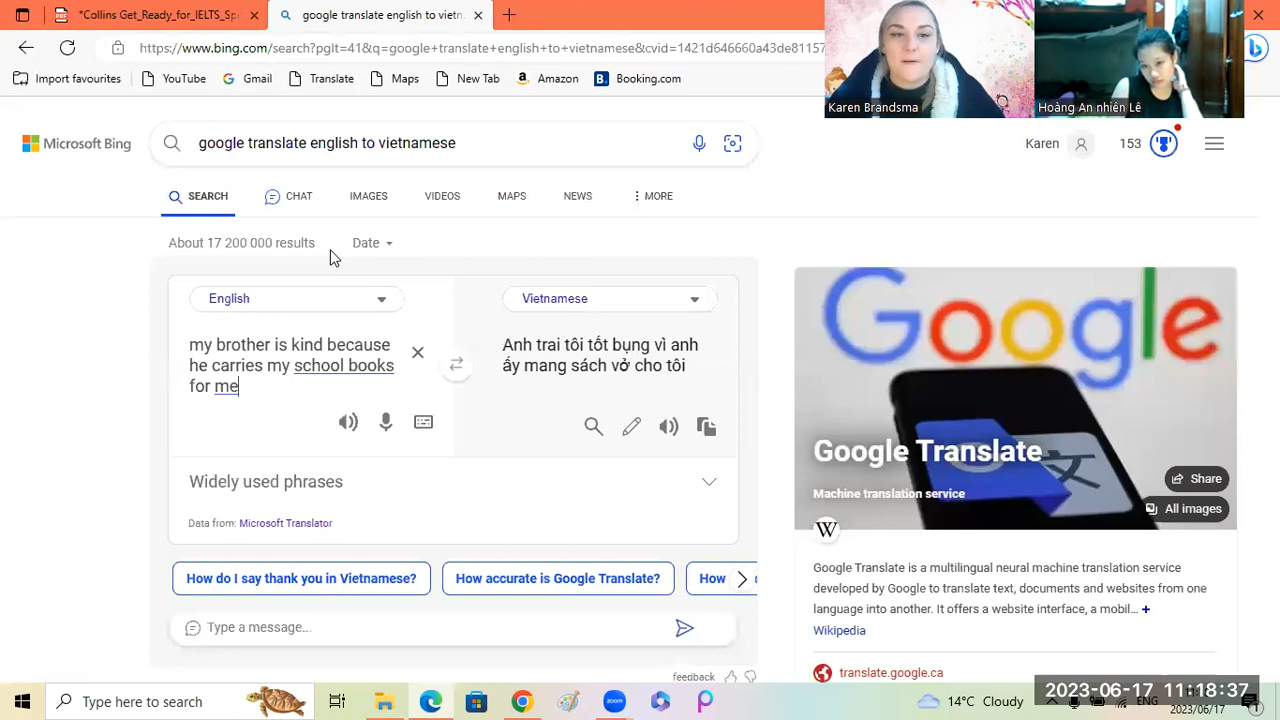 "Collins Get_Ready_for_IELTS_Sp
google translate english to vietn
https://www.bing.com/search?pglt=41&q=google+translate+english+to+vietnamese&cvid=1421d646660a43de81157
Import favourites
YouTube
Gmail
Translate
Maps
New Tab
Amazon
Booking.com
Karen Brandsma
Hoàng An nhiên Lê
Microsoft Bing
google translate english to vietnamese
Karen
153
SEARCH
CHAT
IMAGES
VIDEOS
MAPS
NEWS
MORE
About 17 200 000 results
Date
English
Vietnamese
my brother is kind because
he carries my school books
for me
Anh trai tôi tốt bụng vì anh
ấy mang sách vở cho tôi
Widely used phrases
Data from: Microsoft Translator
How do I say thank you in Vietnamese?
How accurate is Google Translate?
How
Type a message...
feedback
Google
Google Translate
Machine translation service
Share
All images
W
Google Translate is a multilingual neural machine translation service
developed by Google to translate text, documents and websites from one
language into another. It offers a website interface, a mobil… +
Wikipedia
translate.google.ca
2023-06-17 11:18:37
Type here to search
zoom
14°C Cloudy
ENG
2023/06/17